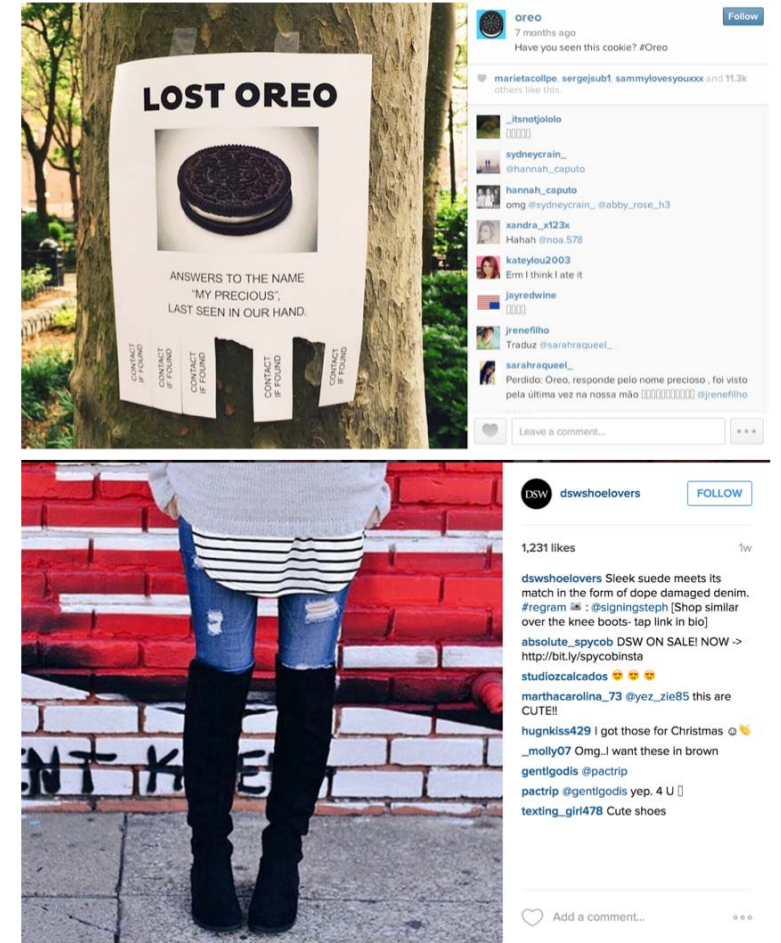 LOST OREO
ANSWERS TO THE NAME
"MY PRECIOUS",
LAST SEEN IN OUR HAND.
CONTACT
IF FOUND
CONTACT
IF FOUND
CONTACT
IF FOUND
CONTACT
IF FOUND
CONTACT
IF FOUND
oreo
Follow
7 months ago
Have you seen this cookie? #Oreo
marietacollpe, sergejsub1, sammylovesyouxxx and 11.3k
others like this.
_itsnotjololo
sydneycrain_
@hannah_caputo
hannah_caputo
omg @sydneycrain_ @abby_rose_h3
xandra_x123x
Hahah @noa.578
kateylou2003
Erm I think I ate it
jayredwine
jrenefilho
Traduz @sarahraqueel_
sarahraqueel_
Perdido: Oreo, responde pelo nome precioso , foi visto
pela última vez na nossa mão @jrenefilho
Leave a comment...
DSW
dswshoelovers
FOLLOW
1,231 likes
1w
dswshoelovers Sleek suede meets its
match in the form of dope damaged denim.
#regram 📷 : @signingsteph [Shop similar
over the knee boots- tap link in bio]
absolute_spycob DSW ON SALE! NOW ->
http://bit.ly/spycobinsta
studiozcalcados 😍 😍 😍
marthacarolina_73 @yez_zie85 this are
CUTE!!
hugnkiss429 I got those for Christmas ☺👏
_molly07 Omg..I want these in brown
gentlgodis @pactrip
pactrip @gentlgodis yep. 4 U
texting_girl478 Cute shoes
Add a comment...